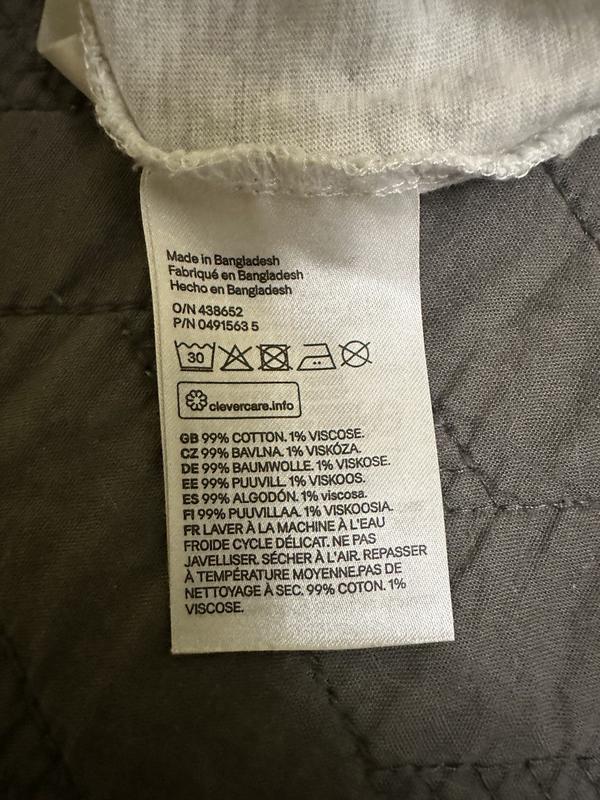 Made in Bangladesh
Fabriqué en Bangladesh
Hecho en Bangladesh
O/N 438652
P/N 0491563 5
30
clevercare.info
GB 99% COTTON. 1% VISCOSE.
CZ 99% BAVLNA. 1% VISKÓZA.
DE 99% BAUMWOLLE. 1% VISKOSE.
EE 99% PUUVILL. 1% VISKOOS.
ES 99% ALGODÓN. 1% viscosa.
FI 99% PUUVILLAA. 1% VISKOOSIA.
FR LAVER À LA MACHINE À L'EAU
FROIDE CYCLE DÉLICAT. NE PAS
JAVELLISER. SÉCHER À L'AIR. REPASSER
À TEMPÉRATURE MOYENNE.PAS DE
NETTOYAGE À SEC. 99% COTON. 1%
VISCOSE.